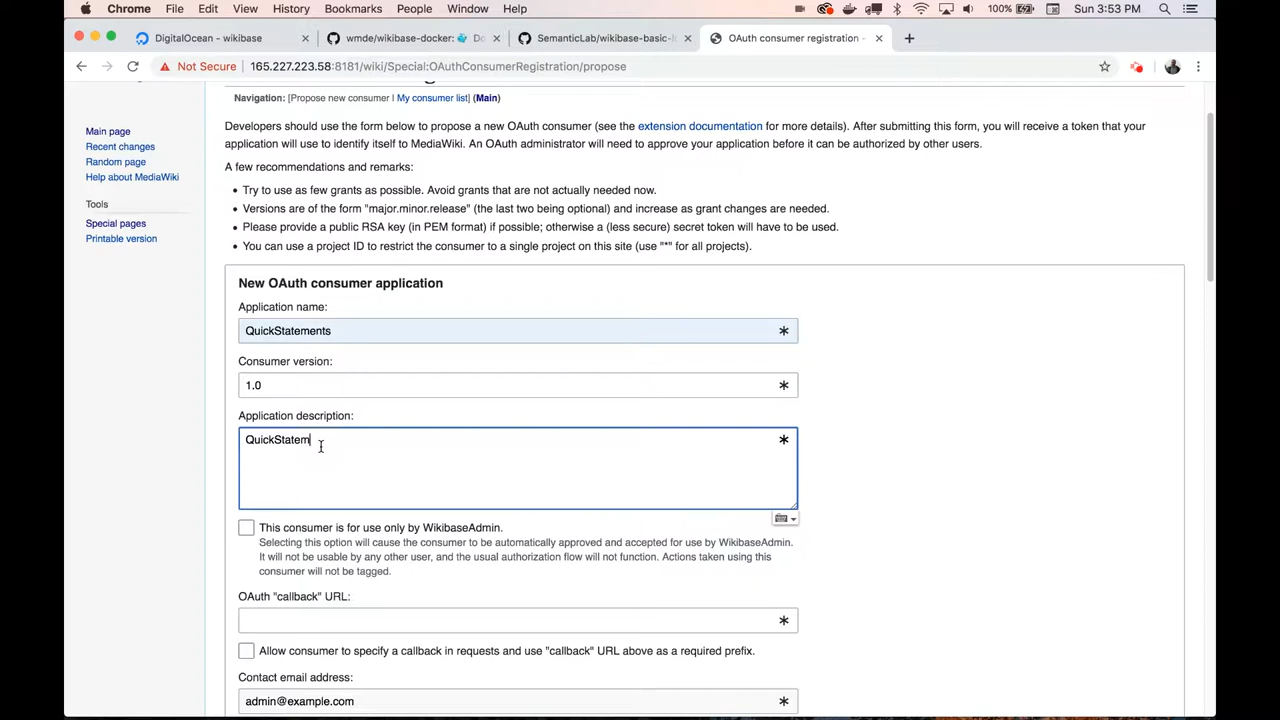 Chrome File Edit View History Bookmarks People Window Help 100% Sun 3:53 PM
DigitalOcean - wikibase
wmde/wikibase-docker: Do
SemanticLab/wikibase-basic-l
OAuth consumer registration -
Not Secure 165.227.223.58:8181/wiki/Special:OAuthConsumerRegistration/propose
Navigation: [Propose new consumer | My consumer list] (Main)
Main page
Recent changes
Random page
Help about MediaWiki
Tools
Special pages
Printable version
Developers should use the form below to propose a new OAuth consumer (see the extension documentation for more details). After submitting this form, you will receive a token that your
application will use to identify itself to MediaWiki. An OAuth administrator will need to approve your application before it can be authorized by other users.
A few recommendations and remarks:
Try to use as few grants as possible. Avoid grants that are not actually needed now.
Versions are of the form "major.minor.release" (the last two being optional) and increase as grant changes are needed.
Please provide a public RSA key (in PEM format) if possible; otherwise a (less secure) secret token will have to be used.
You can use a project ID to restrict the consumer to a single project on this site (use "*" for all projects).
New OAuth consumer application
Application name:
QuickStatements
Consumer version:
1.0
Application description:
QuickStatem
This consumer is for use only by WikibaseAdmin.
Selecting this option will cause the consumer to be automatically approved and accepted for use by WikibaseAdmin.
It will not be usable by any other user, and the usual authorization flow will not function. Actions taken using this
consumer will not be tagged.
OAuth "callback" URL:
Allow consumer to specify a callback in requests and use "callback" URL above as a required prefix.
Contact email address:
admin@example.com